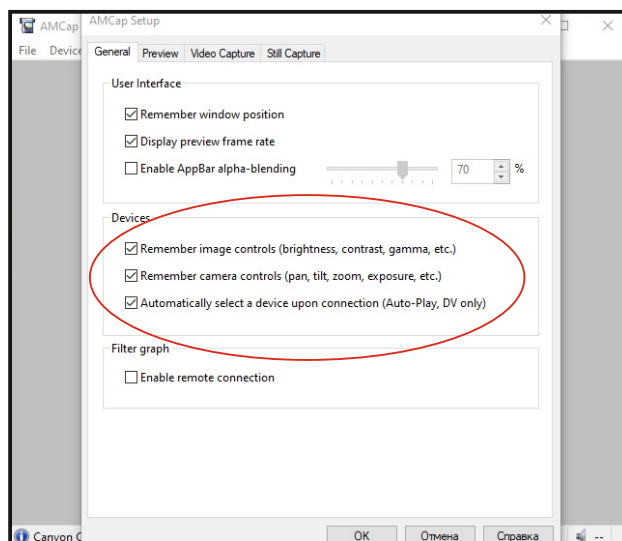 AMCap
AMCap Setup
File Device
General Preview Video Capture Still Capture
User Interface
Remember window position
Display preview frame rate
Enable AppBar alpha-blending 70 %
Devices
Remember image controls (brightness, contrast, gamma, etc.)
Remember camera controls (pan, tilt, zoom, exposure, etc.)
Automatically select a device upon connection (Auto-Play, DV only)
Filter graph
Enable remote connection
OK Отмена Справка
Canyon C --